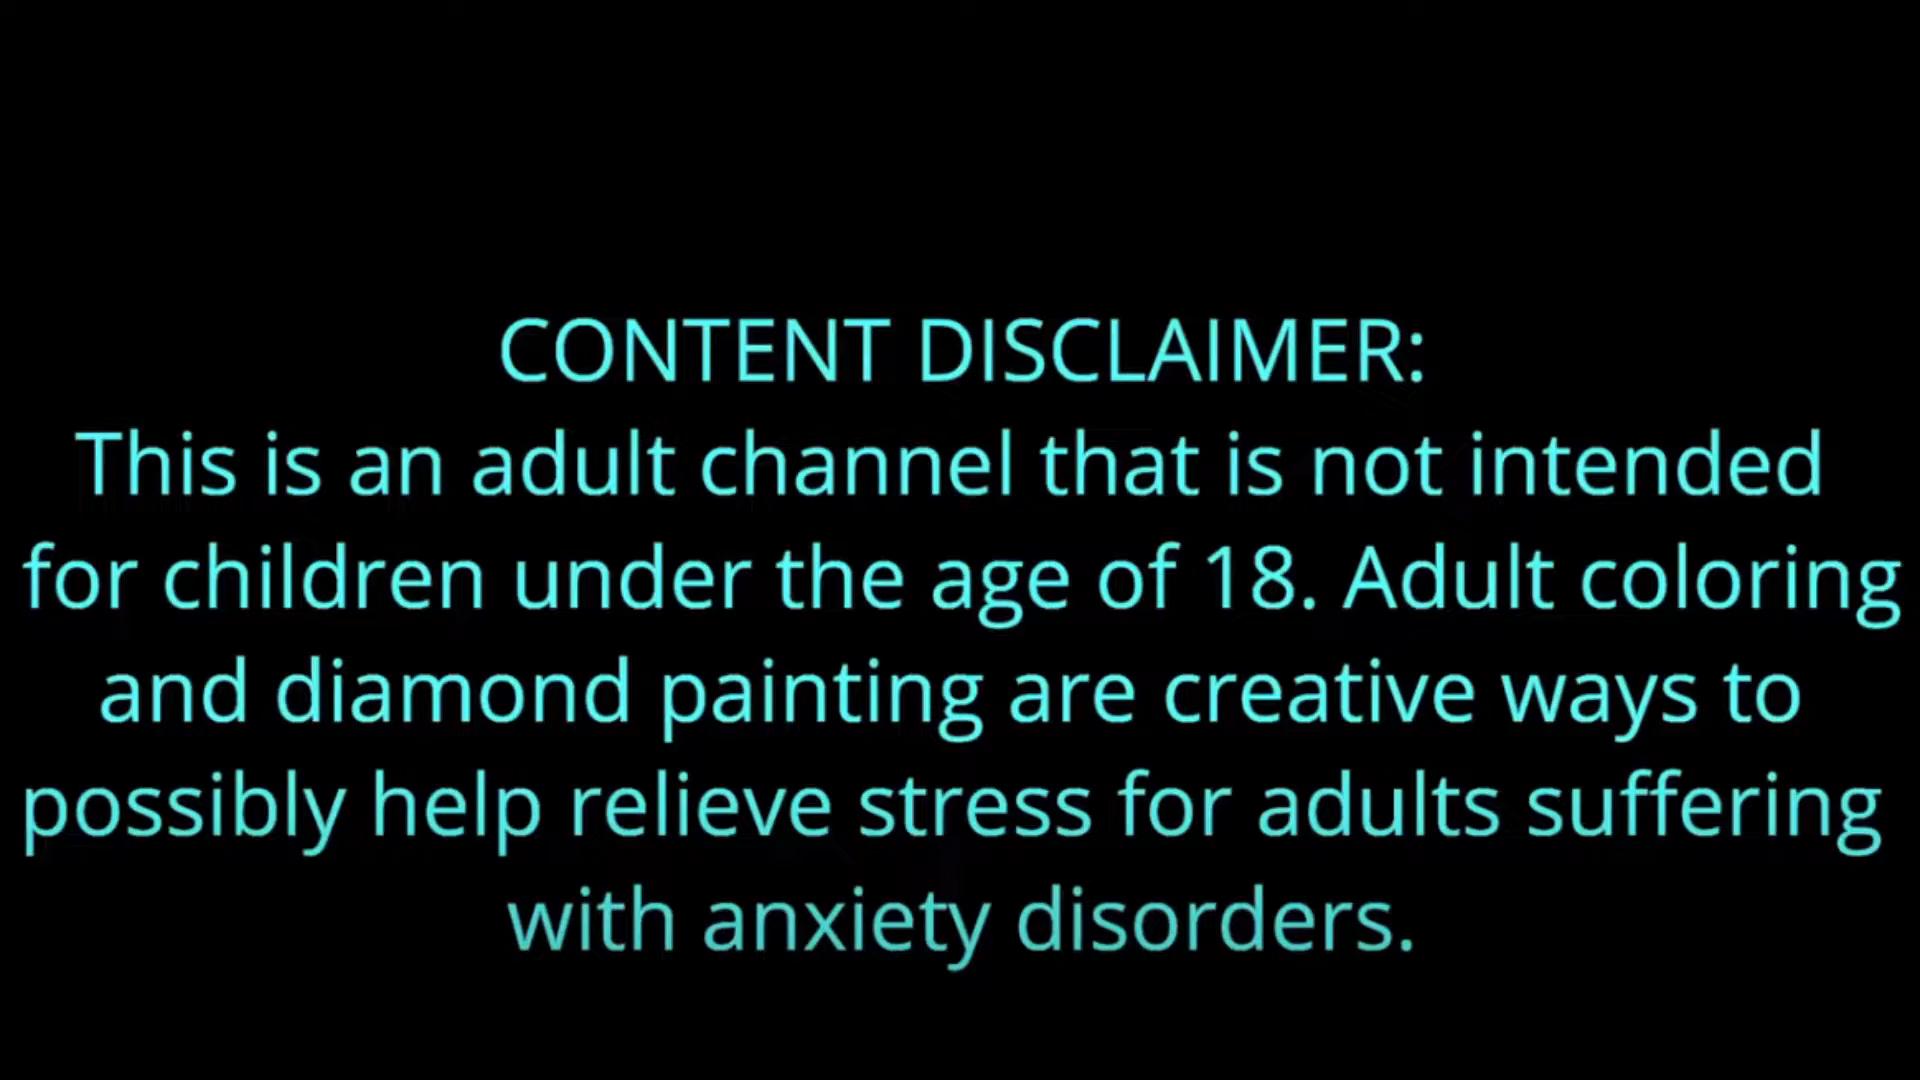 CONTENT DISCLAIMER:
This is an adult channel that is not intended
for children under the age of 18. Adult coloring
and diamond painting are creative ways to
possibly help relieve stress for adults suffering
with anxiety disorders.